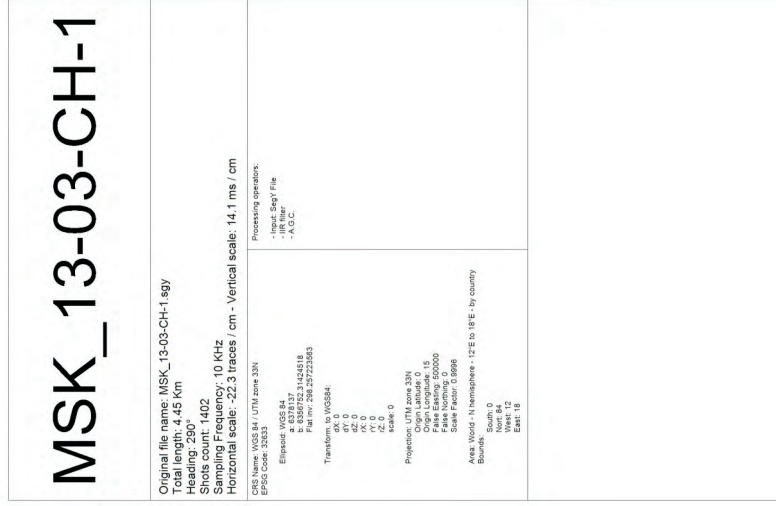 MSK_13-03-CH-1
Original file name: MSK_13-03-CH-1.sgy
Total length: 4.45 Km
Heading: 290°
Shots count: 1402
Sampling Frequency: 10 KHz
Horizontal scale: -22.3 traces / cm - Vertical scale: 14.1 ms / cm
CRS Name: WGS 84 / UTM zone 33N
EPSG Code: 32633
Ellipsoid: WGS 84
a: 6378137
b: 6356752.31424518
Flat inv: 298.257223563
Transform. to WGS84:
dX: 0
dY: 0
dZ: 0
rX: 0
rY: 0
rZ: 0
scale: 0
Projection: UTM zone 33N
Origin Latitude: 0
Origin Longitude: 15
False Easting: 500000
False Northing: 0
Scale Factor: 0.9996
Area: World - N hemisphere - 12°E to 18°E - by country
Bounds:
South: 0
Nort: 84
West: 12
East: 18
Processing operators:
- Input: SegY File
- IIR filter
- A.G.C.